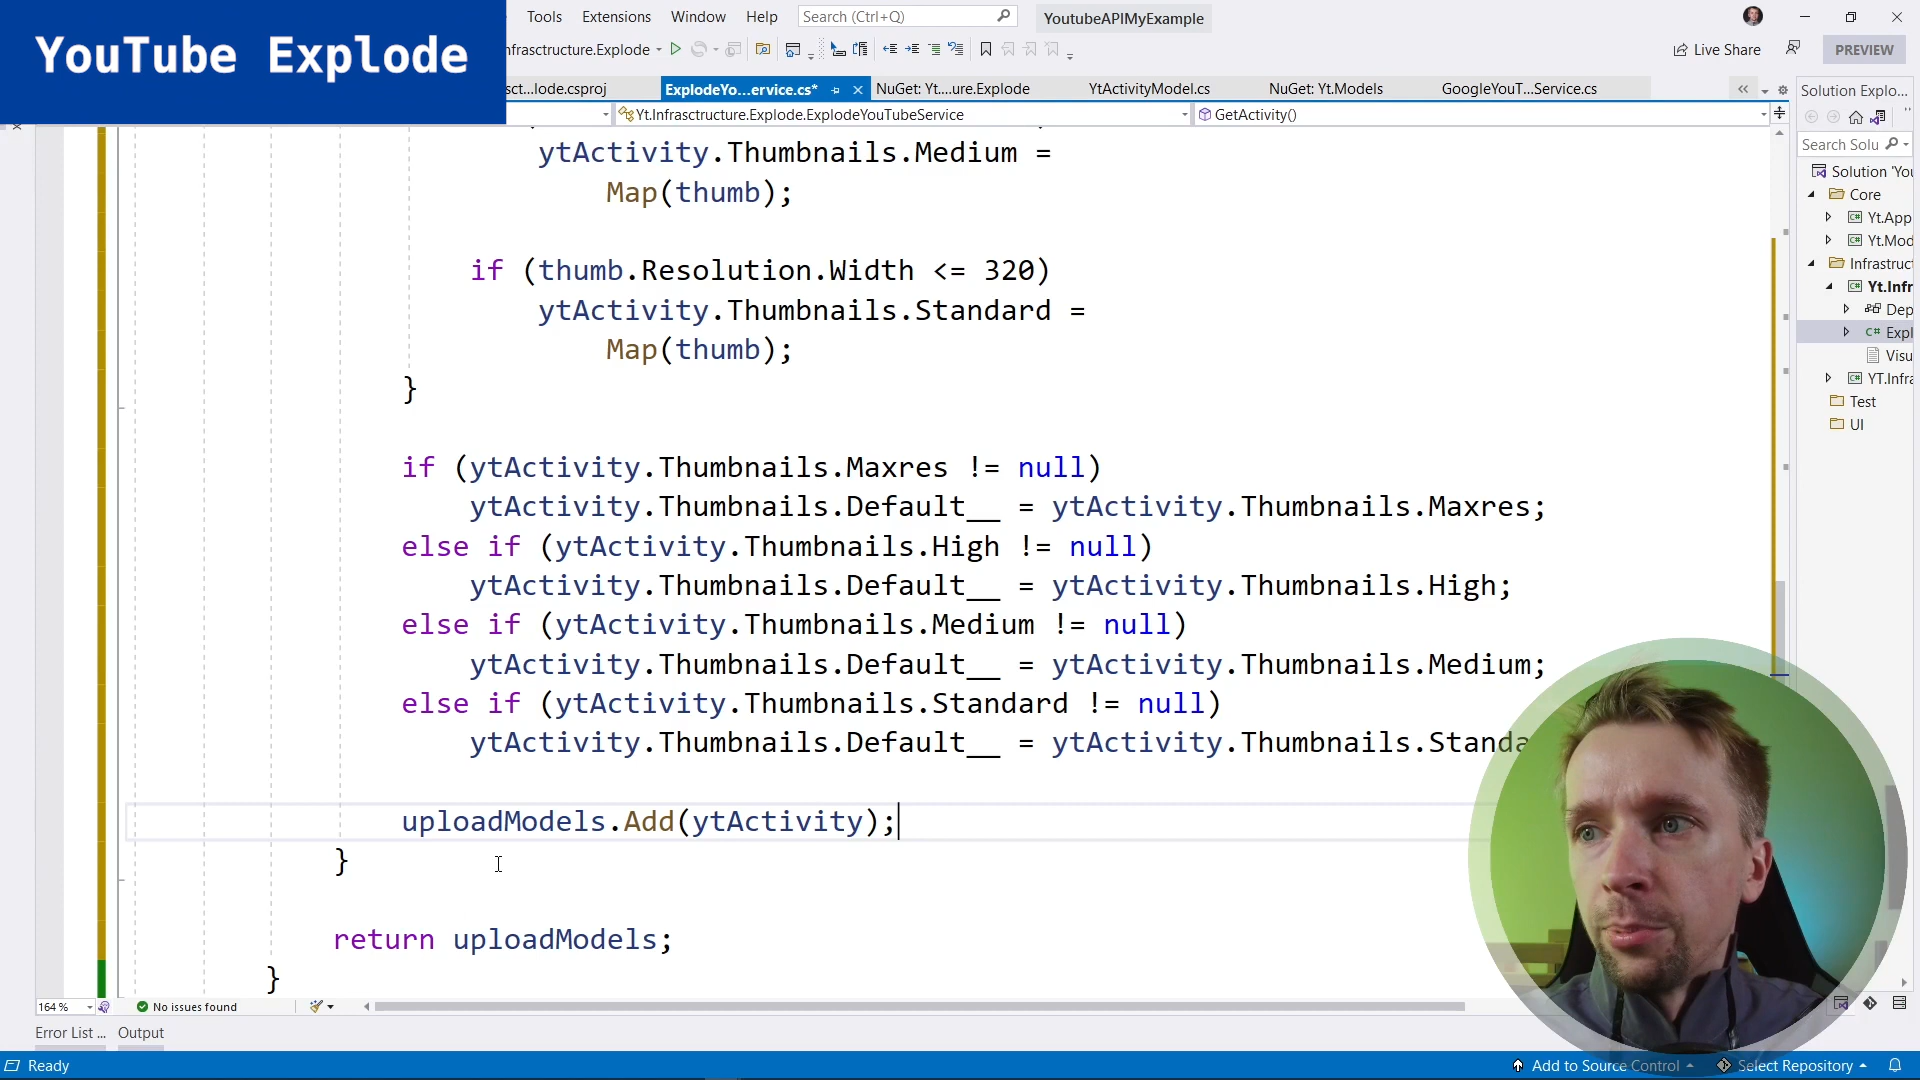 YouTube Explode
Tools Extensions Window Help Search (Ctrl+Q) YoutubeAPIMyExample
nfrasctructure.Explode Live Share PREVIEW
sct...lode.csproj ExplodeYo...ervice.cs* NuGet: Yt....ure.Explode YtActivityModel.cs NuGet: Yt.Models GoogleYouT...Service.cs
Yt.Infrasctructure.Explode.ExplodeYouTubeService GetActivity()
ytActivity.Thumbnails.Medium =
Map(thumb);
if (thumb.Resolution.Width <= 320)
ytActivity.Thumbnails.Standard =
Map(thumb);
}
if (ytActivity.Thumbnails.Maxres != null)
ytActivity.Thumbnails.Default__ = ytActivity.Thumbnails.Maxres;
else if (ytActivity.Thumbnails.High != null)
ytActivity.Thumbnails.Default__ = ytActivity.Thumbnails.High;
else if (ytActivity.Thumbnails.Medium != null)
ytActivity.Thumbnails.Default__ = ytActivity.Thumbnails.Medium;
else if (ytActivity.Thumbnails.Standard != null)
ytActivity.Thumbnails.Default__ = ytActivity.Thumbnails.Standa
uploadModels.Add(ytActivity);
}
return uploadModels;
}
Solution Explo...
Search Solu
Solution 'You
Core
Yt.App
Yt.Mod
Infrastruct
Yt.Infr
Dep
C# Expl
Visu
YT.Infra
Test
UI
164 % No issues found
Error List ... Output
Ready Add to Source Control Select Repository